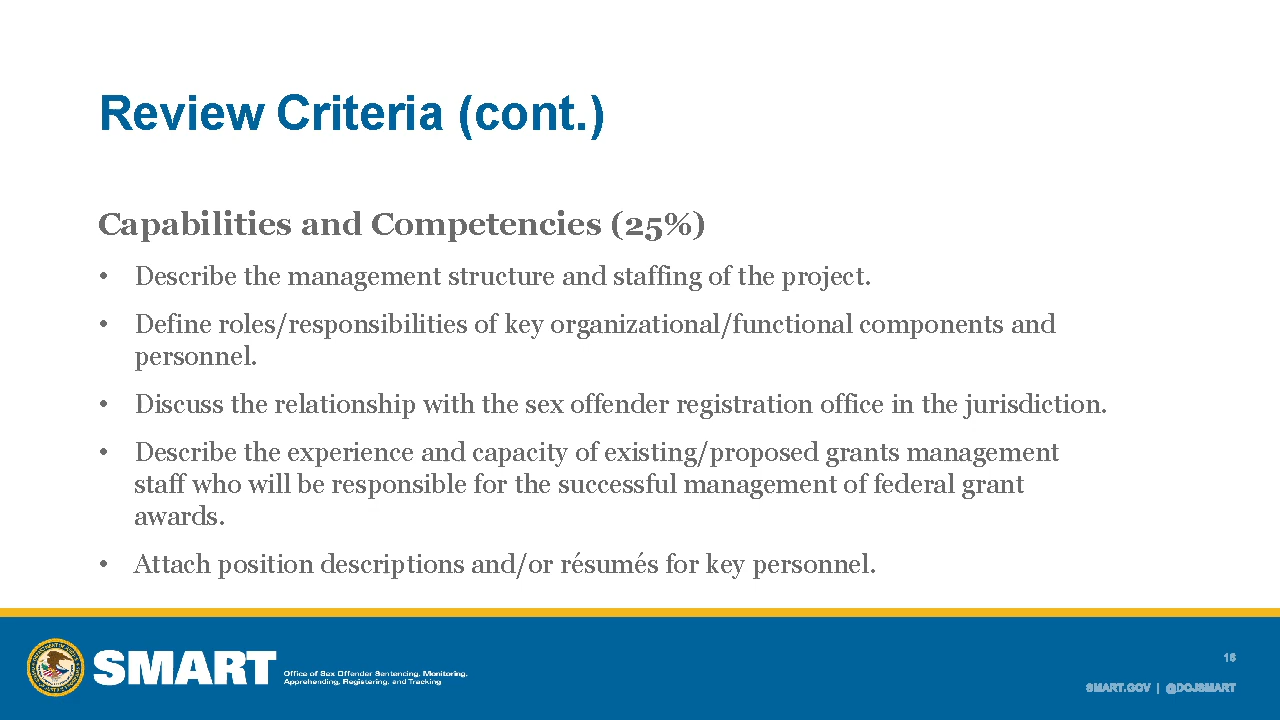 Review Criteria (cont.)
Capabilities and Competencies (25%)
• Describe the management structure and staffing of the project.
• Define roles/responsibilities of key organizational/functional components and
personnel.
• Discuss the relationship with the sex offender registration office in the jurisdiction.
• Describe the experience and capacity of existing/proposed grants management
staff who will be responsible for the successful management of federal grant
awards.
• Attach position descriptions and/or résumés for key personnel.
SMART
Office of Sex Offender Sentencing, Monitoring,
Apprehending, Registering, and Tracking
16
SMART.GOV | @DOJSMART